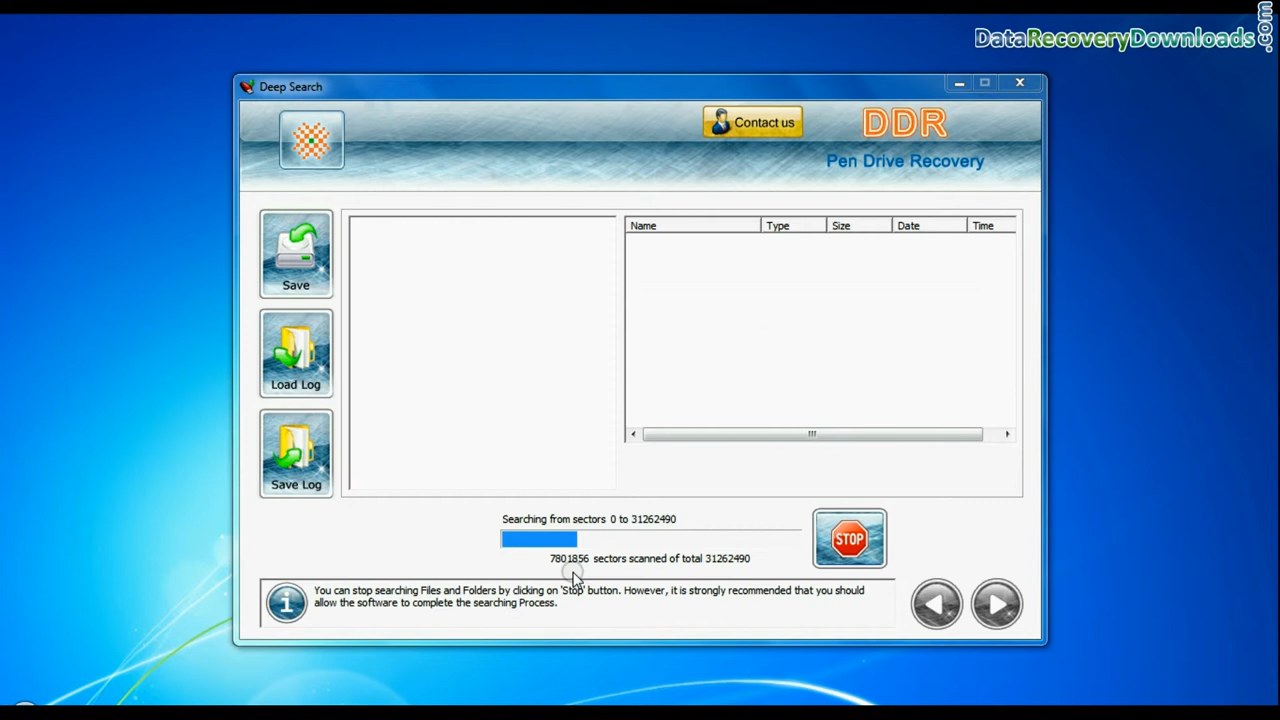 DataRecoveryDownloads.com
Deep Search
Contact us
DDR
Pen Drive Recovery
Save
Load Log
Save Log
Name Type Size Date Time
Searching from sectors 0 to 31262490
7801856 sectors scanned of total 31262490
STOP
You can stop searching Files and Folders by clicking on 'Stop' button. However, it is strongly recommended that you should
allow the software to complete the searching Process.